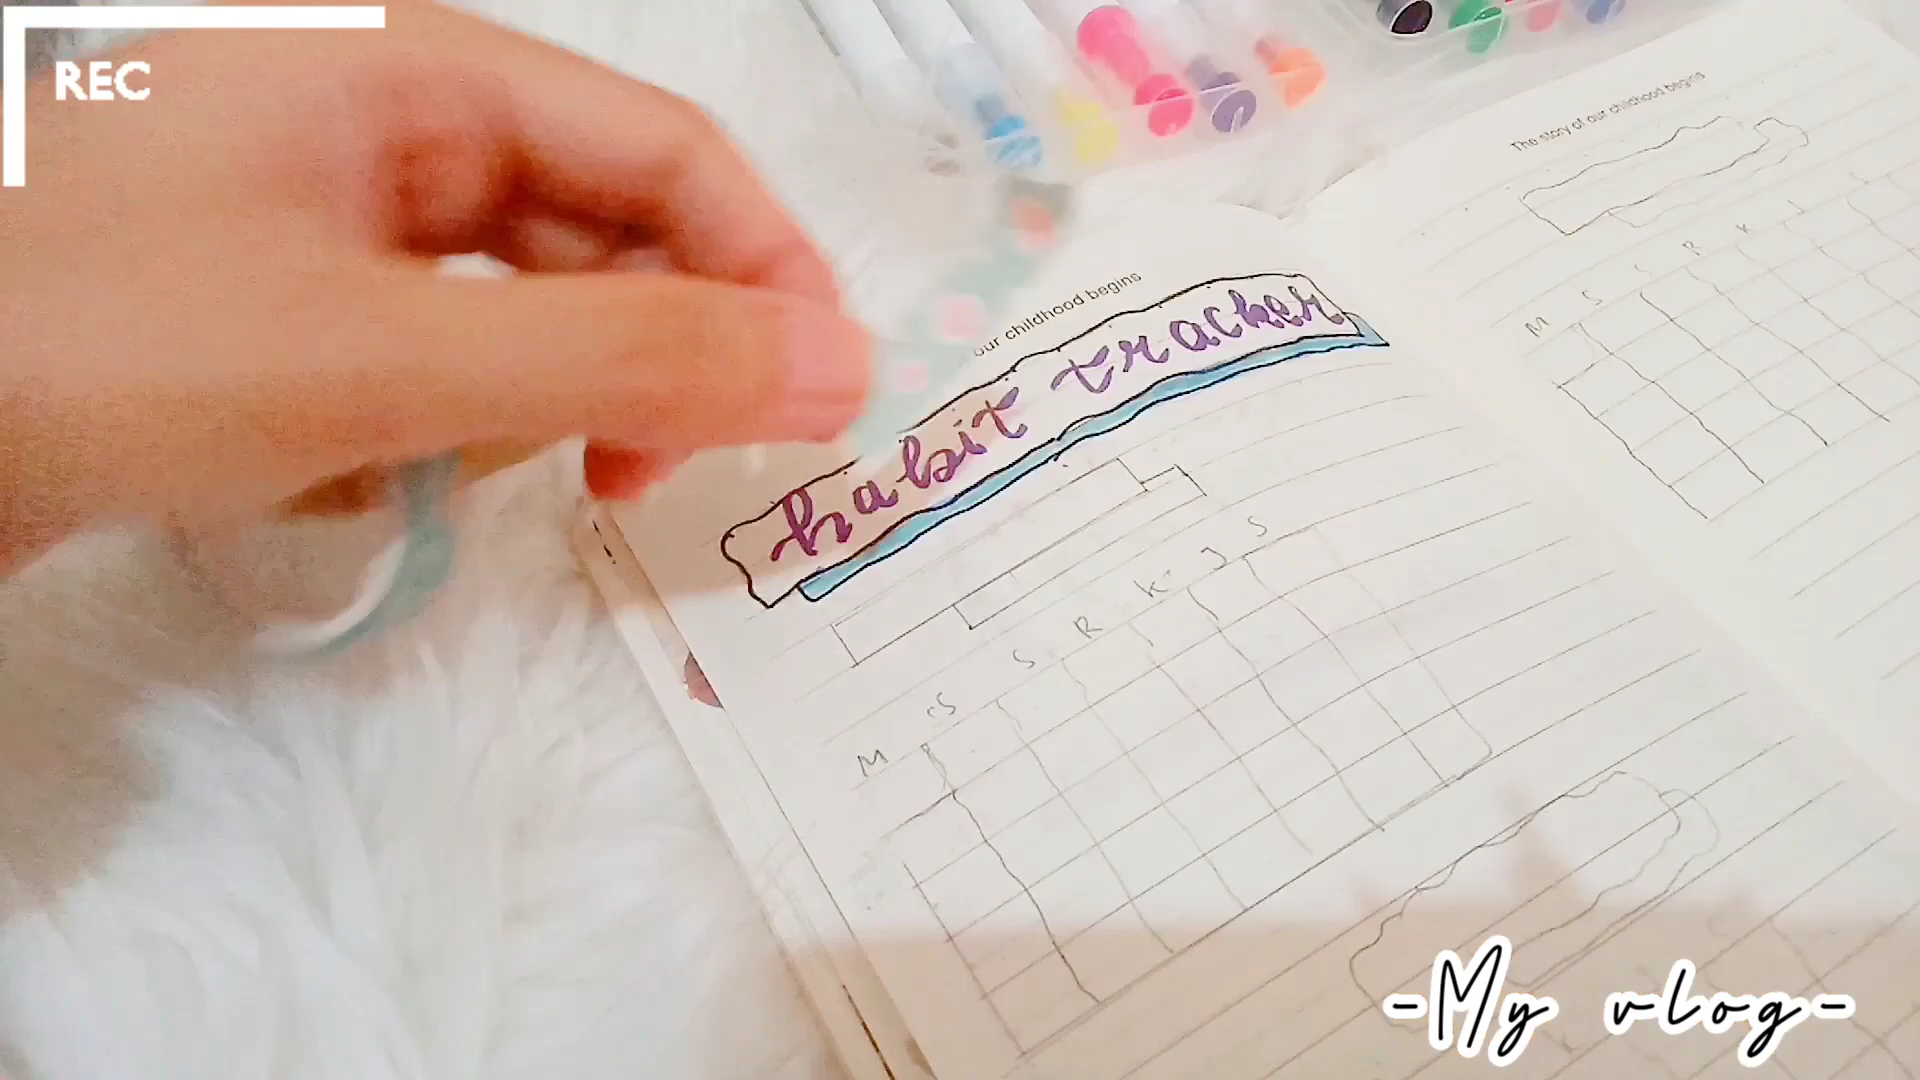 REC
The story of our childhood begins
our childhood begins
habit tracker
M S S R K J S
M S S R K J
-My vlog-